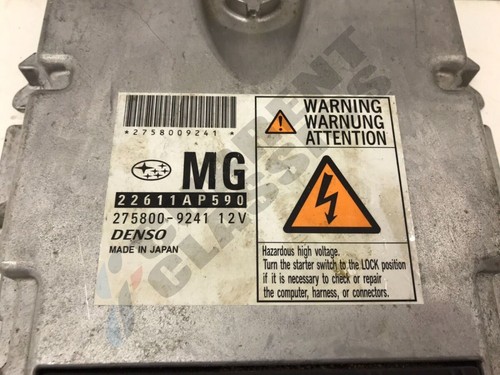 *2758009241*
MG
22611AP590
275800-9241 12V
DENSO
MADE IN JAPAN
WARNING
WARNUNG
ATTENTION
Hazardous high voltage.
Turn the starter switch to the LOCK position
if it is necessary to check or repair
the computer, harness, or connectors.